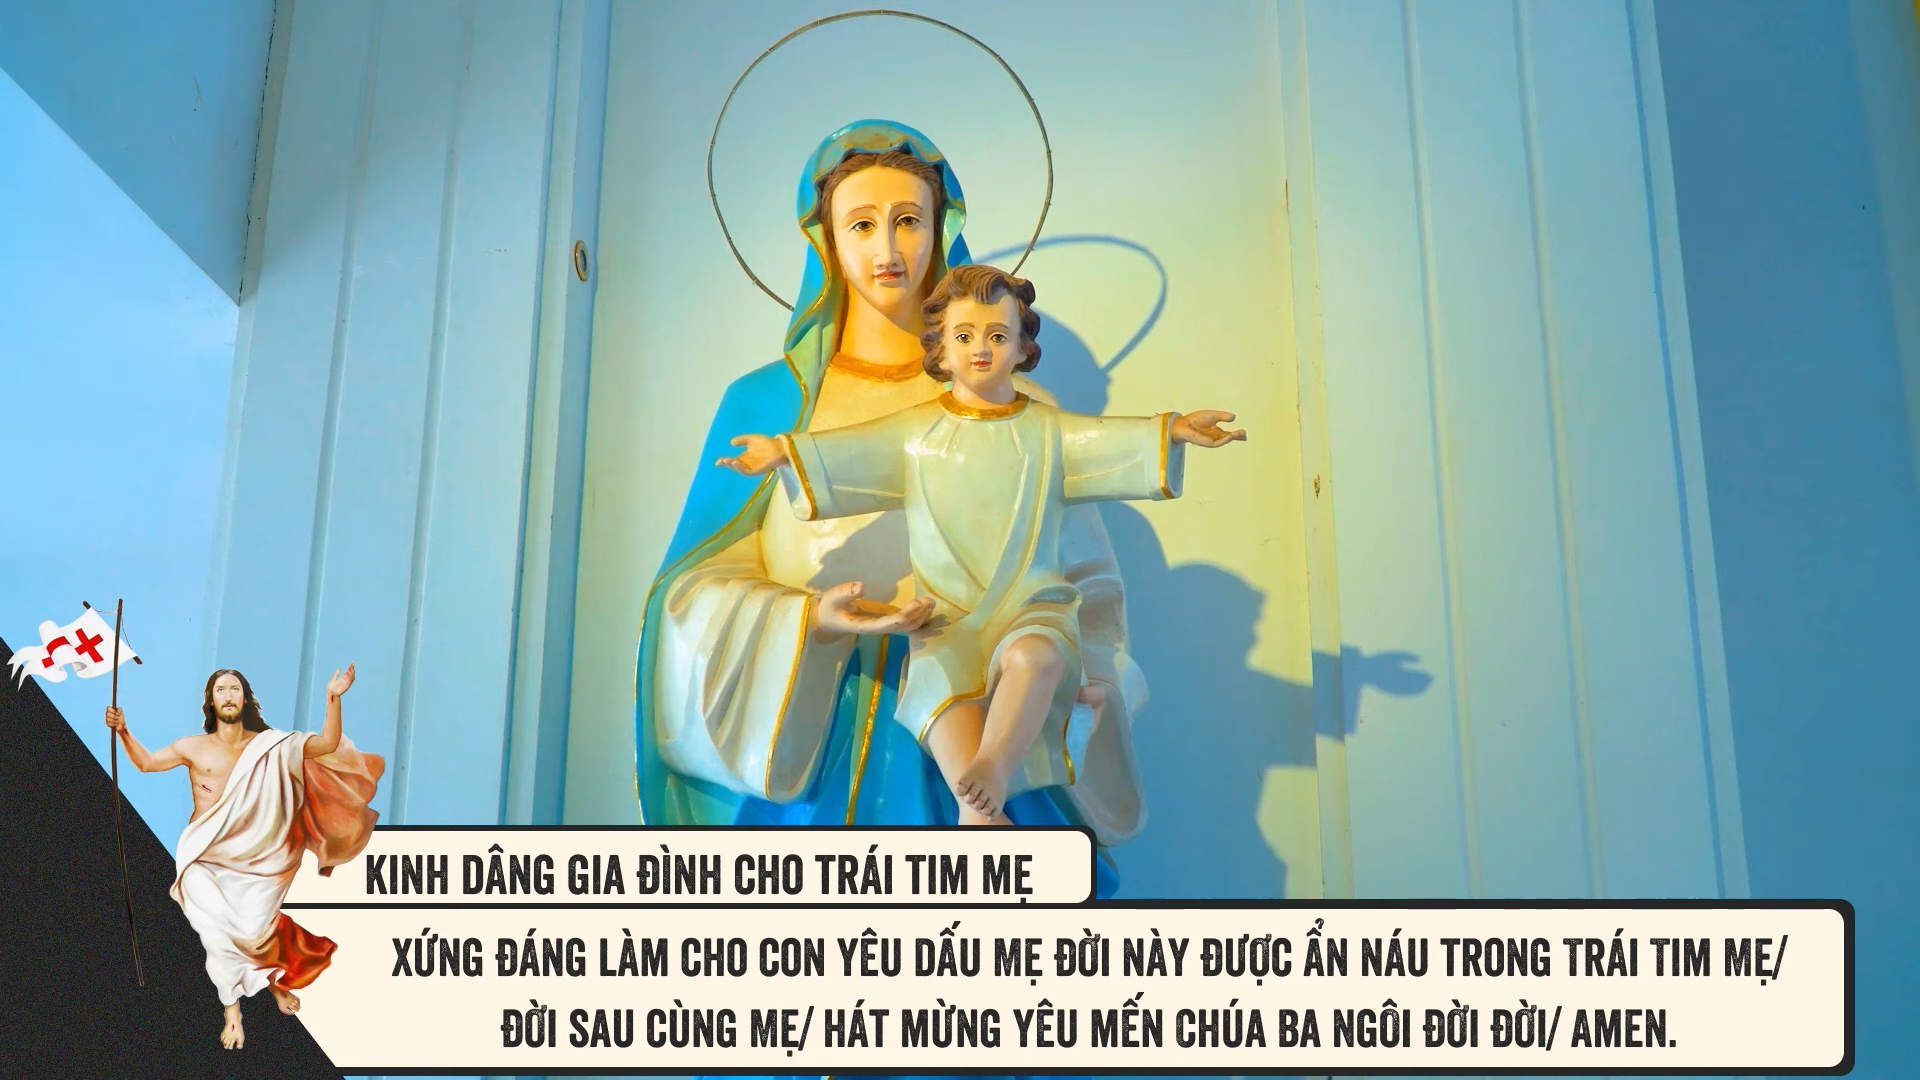 KINH DÂNG GIA ĐÌNH CHO TRÁI TIM MẸ
XỨNG ĐÁNG LÀM CHO CON YÊU DẤU MẸ ĐỜI NÀY ĐƯỢC ẨN NÁU TRONG TRÁI TIM MẸ/
ĐỜI SAU CÙNG MẸ/ HÁT MỪNG YÊU MẾN CHÚA BA NGÔI ĐỜI ĐỜI/ AMEN.